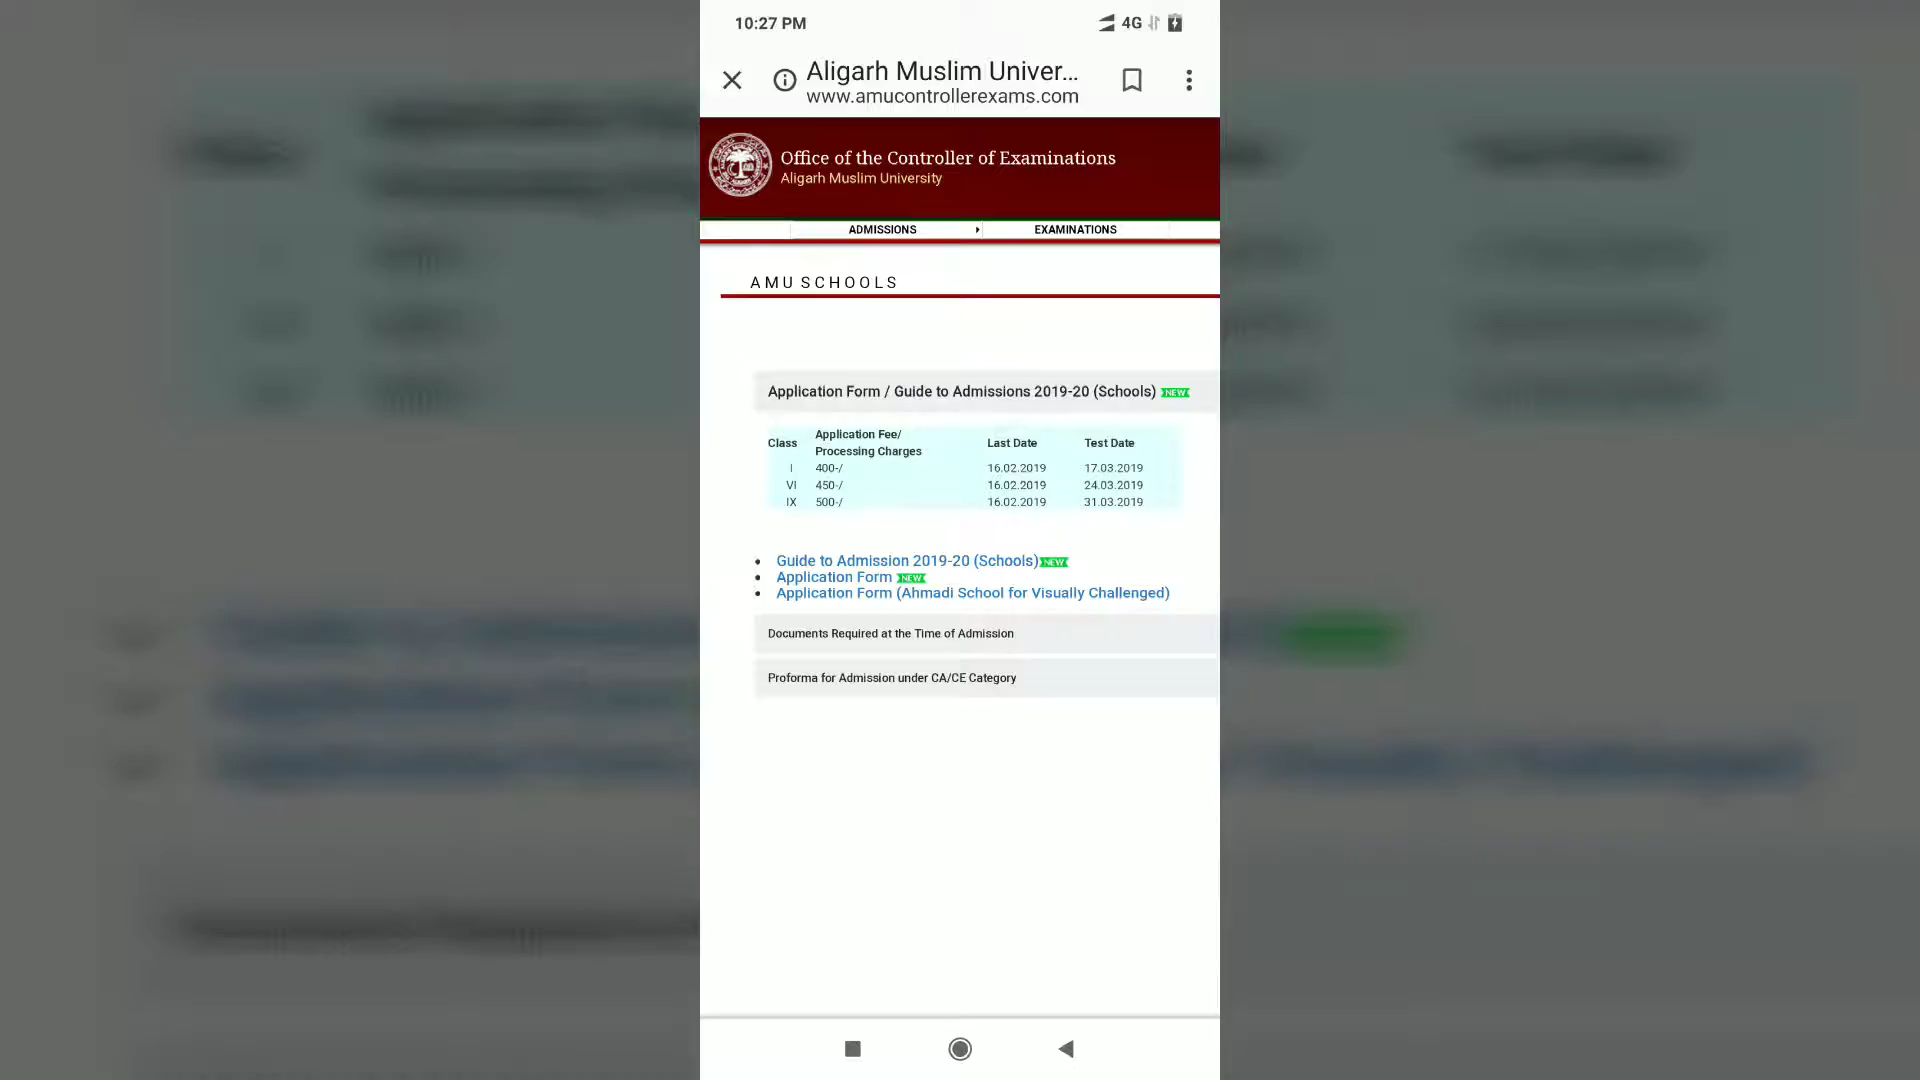 10:27 PM 4G
Aligarh Muslim Univer...
www.amucontrollerexams.com
Office of the Controller of Examinations
Aligarh Muslim University
ADMISSIONS EXAMINATIONS
AMU SCHOOLS
Application Form / Guide to Admissions 2019-20 (Schools) NEW
Class Application Fee/ Processing Charges Last Date Test Date
I 400-/ 16.02.2019 17.03.2019
VI 450-/ 16.02.2019 24.03.2019
IX 500-/ 16.02.2019 31.03.2019
• Guide to Admission 2019-20 (Schools) NEW
• Application Form NEW
• Application Form (Ahmadi School for Visually Challenged)
Documents Required at the Time of Admission
Proforma for Admission under CA/CE Category